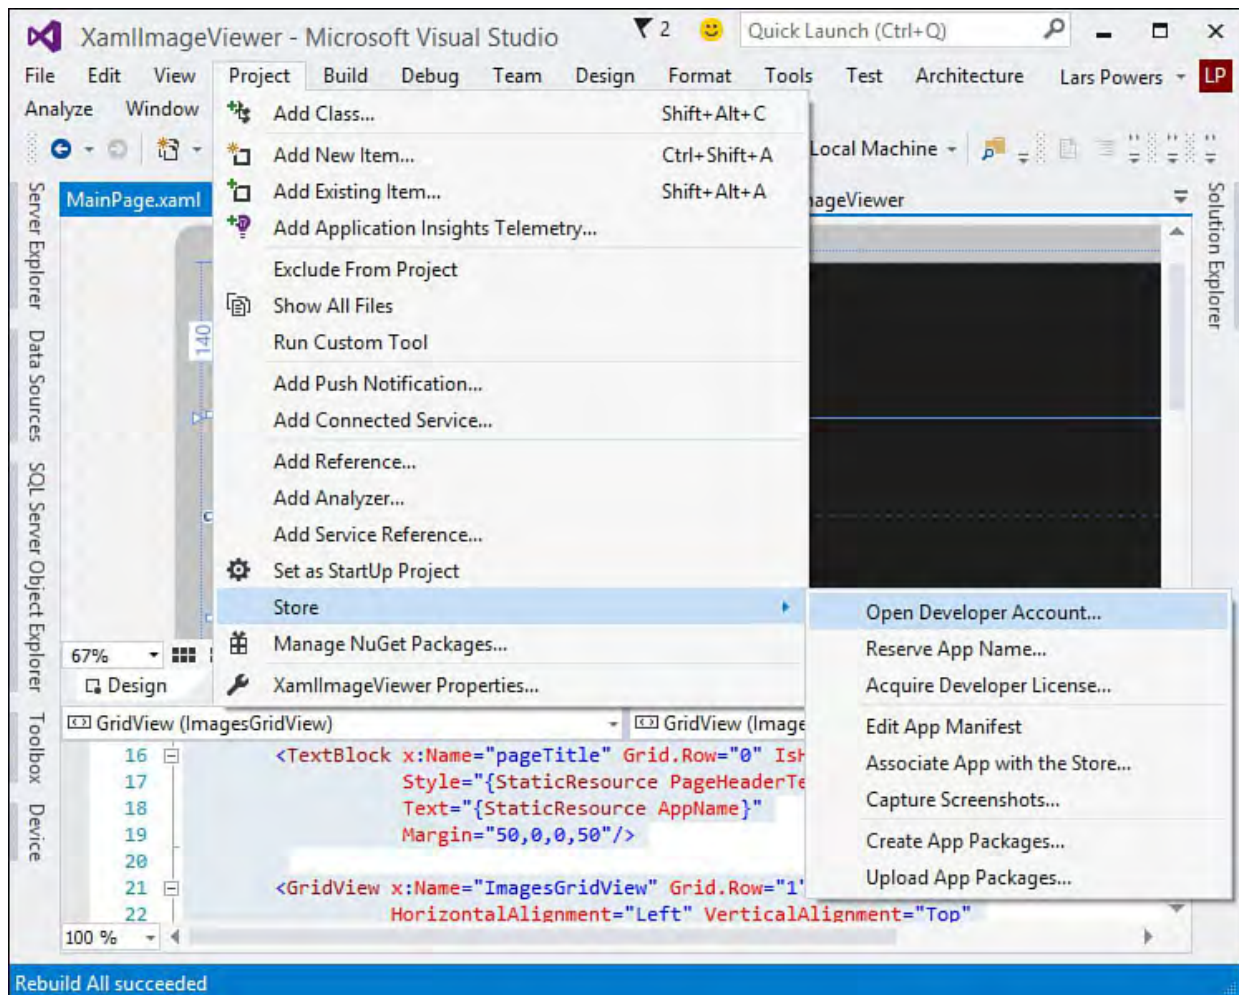 XamlImageViewer - Microsoft Visual Studio
2
Quick Launch (Ctrl+Q)
File Edit View Project Build Debug Team Design Format Tools Test Architecture Lars Powers LP
Analyze Window
Local Machine
MainPage.xaml
ageViewer
Add Class... Shift+Alt+C
Add New Item... Ctrl+Shift+A
Add Existing Item... Shift+Alt+A
Add Application Insights Telemetry...
Exclude From Project
Show All Files
Run Custom Tool
Add Push Notification...
Add Connected Service...
Add Reference...
Add Analyzer...
Add Service Reference...
Set as StartUp Project
Store
Manage NuGet Packages...
XamlImageViewer Properties...
Open Developer Account...
Reserve App Name...
Acquire Developer License...
Edit App Manifest
Associate App with the Store...
Capture Screenshots...
Create App Packages...
Upload App Packages...
Server Explorer
Data Sources
SQL Server Object Explorer
Toolbox
Device
Solution Explorer
140
67%
Design
GridView (ImagesGridView) GridView (Image
16 <TextBlock x:Name="pageTitle" Grid.Row="0" IsH
17 Style="{StaticResource PageHeaderTe
18 Text="{StaticResource AppName}"
19 Margin="50,0,0,50"/>
20
21 <GridView x:Name="ImagesGridView" Grid.Row="1"
22 HorizontalAlignment="Left" VerticalAlignment="Top"
100 %
Rebuild All succeeded